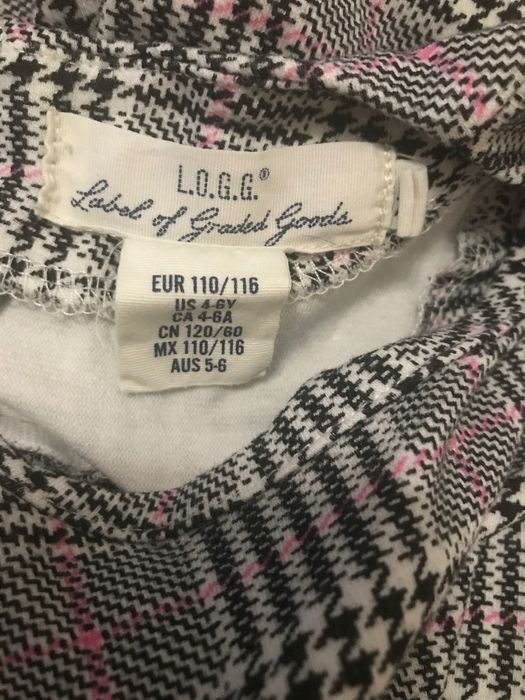 L.O.G.G.®
Label of Graded Goods
EUR 110/116
US 4-6Y
CA 4-6A
CN 120/60
MX 110/116
AUS 5-6